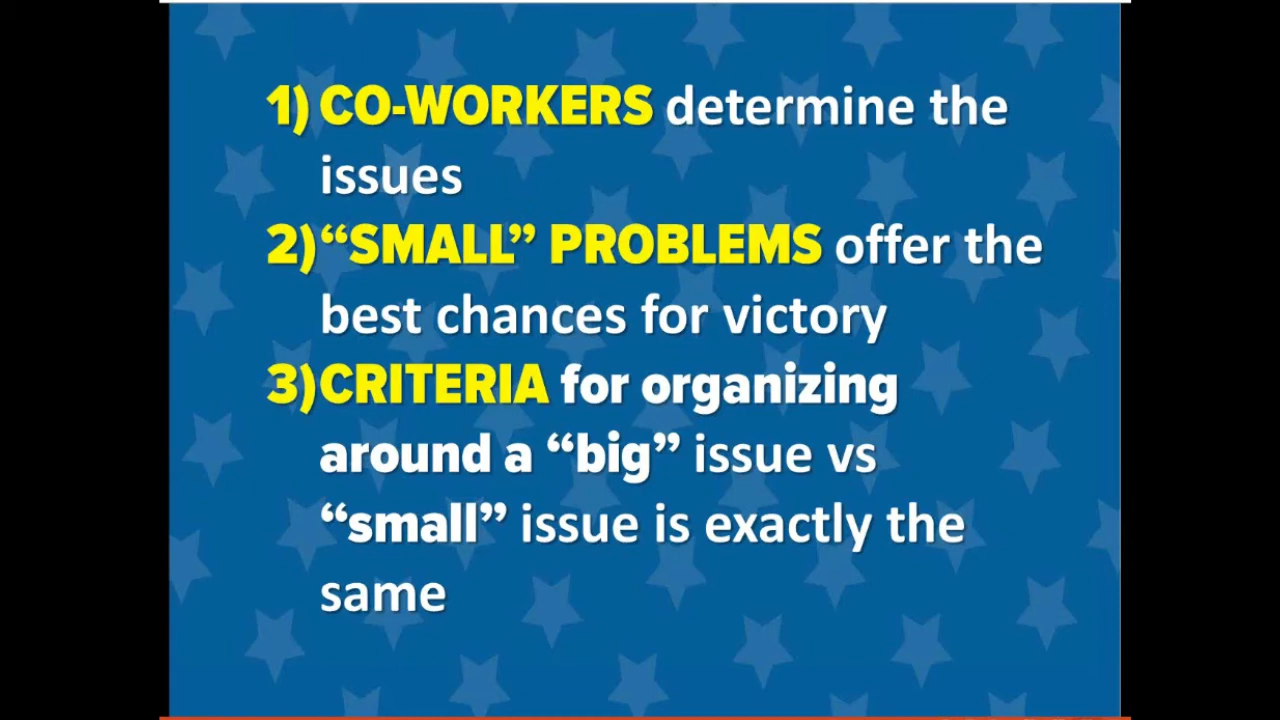 1) CO-WORKERS determine the
issues
2)“SMALL” PROBLEMS offer the
best chances for victory
3)CRITERIA for organizing
around a “big” issue vs
“small” issue is exactly the
same